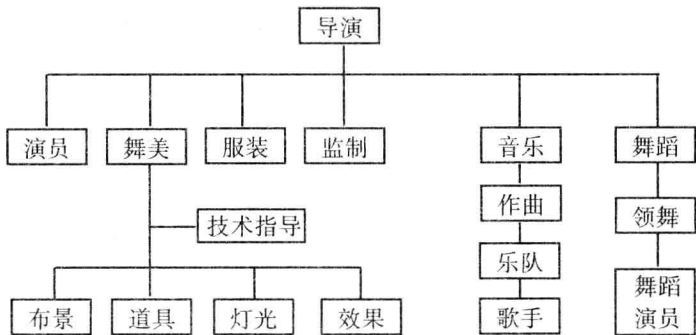 导演
演员
舞美
服装
监制
音乐
舞蹈
作曲
领舞
技术指导
乐队
舞蹈
演员
布景
道具
灯光
效果
歌手